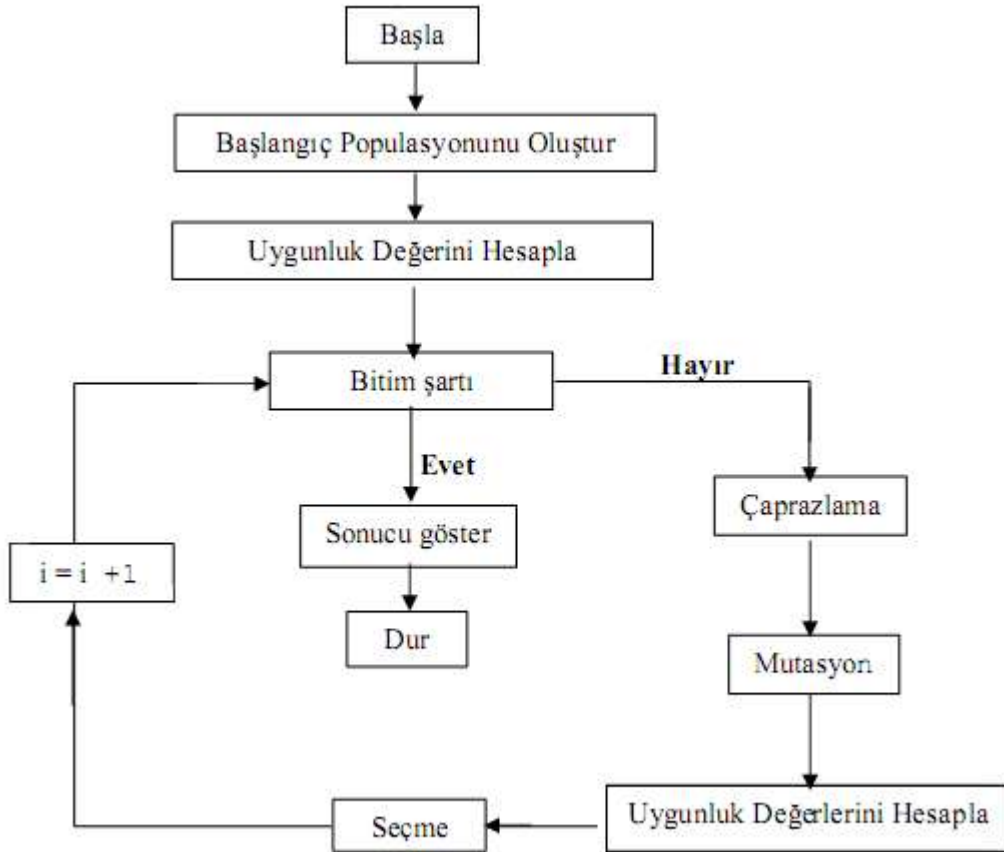 Başla
Başlangıç Populasyonunu Oluştur
Uygunluk Değerini Hesapla
Bitim şartı
Hayır
Evet
Sonucu göster
Dur
Çaprazlama
Mutasyon
Uygunluk Değerlerini Hesapla
Seçme
i = i +1